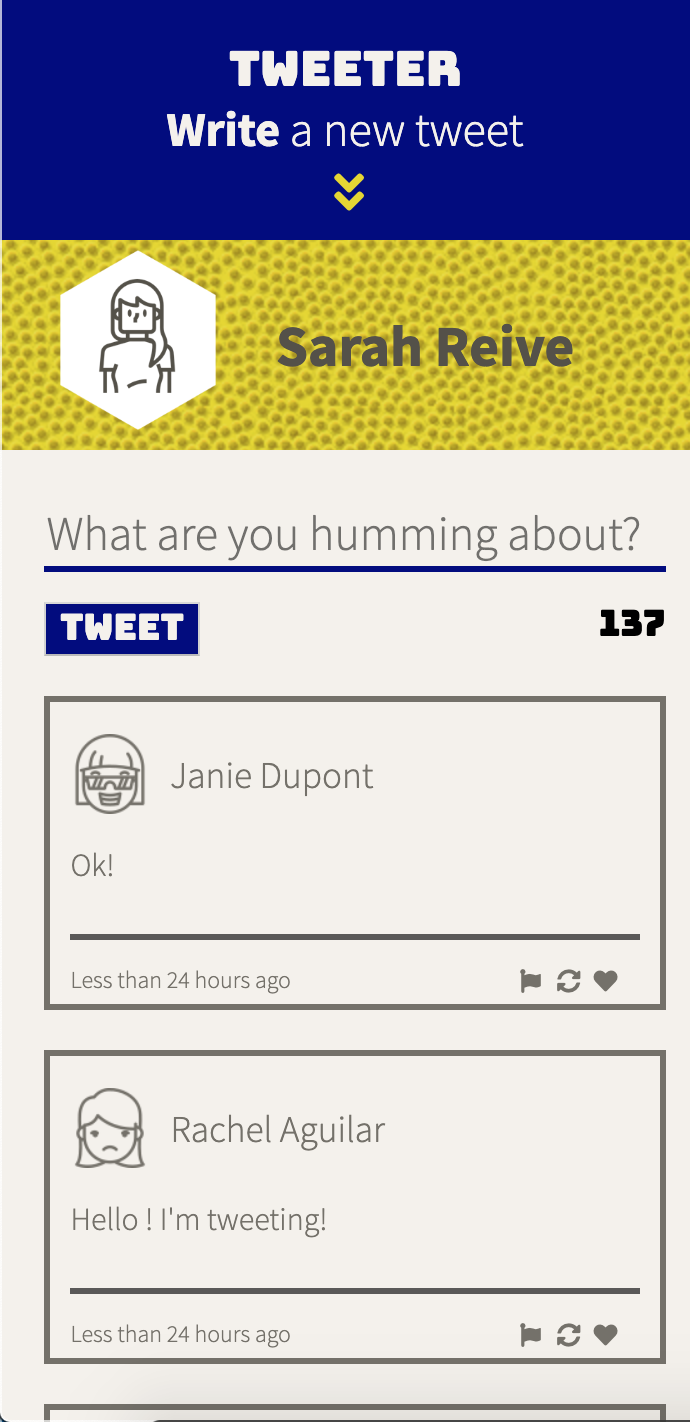 TWEETER
Write a new tweet
Sarah Reive
What are you humming about?
TWEET
137
Janie Dupont
Ok!
Less than 24 hours ago
Rachel Aguilar
Hello ! I'm tweeting!
Less than 24 hours ago